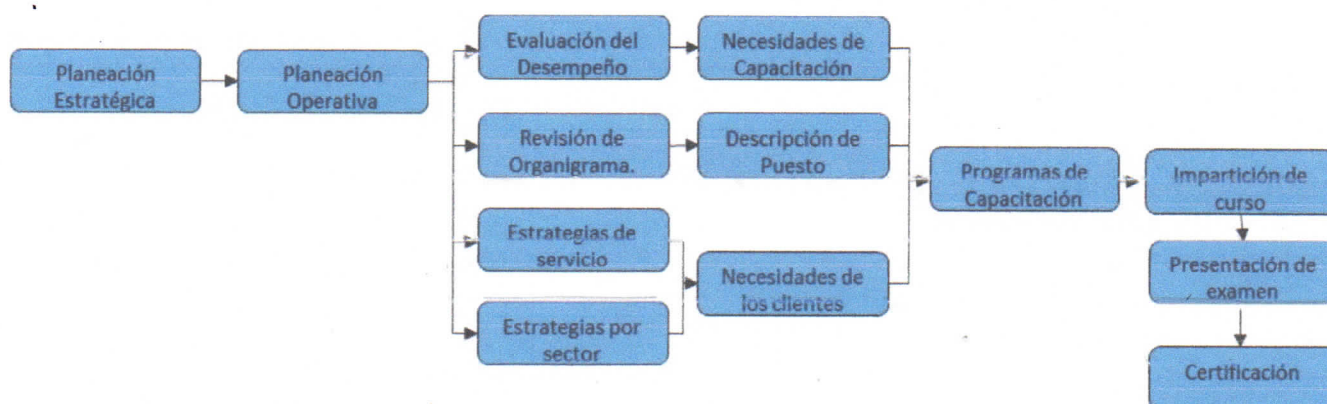 Planeación
Estratégica
Planeación
Operativa
Evaluación del
Desempeño
Necesidades de
Capacitación
Revisión de
Organigrama.
Descripción de
Puesto
Estrategias de
servicio
Estrategias por
sector
Necesidades de
los clientes
Programas de
Capacitación
Impartición de
curso
Presentación de
examen
Certificación